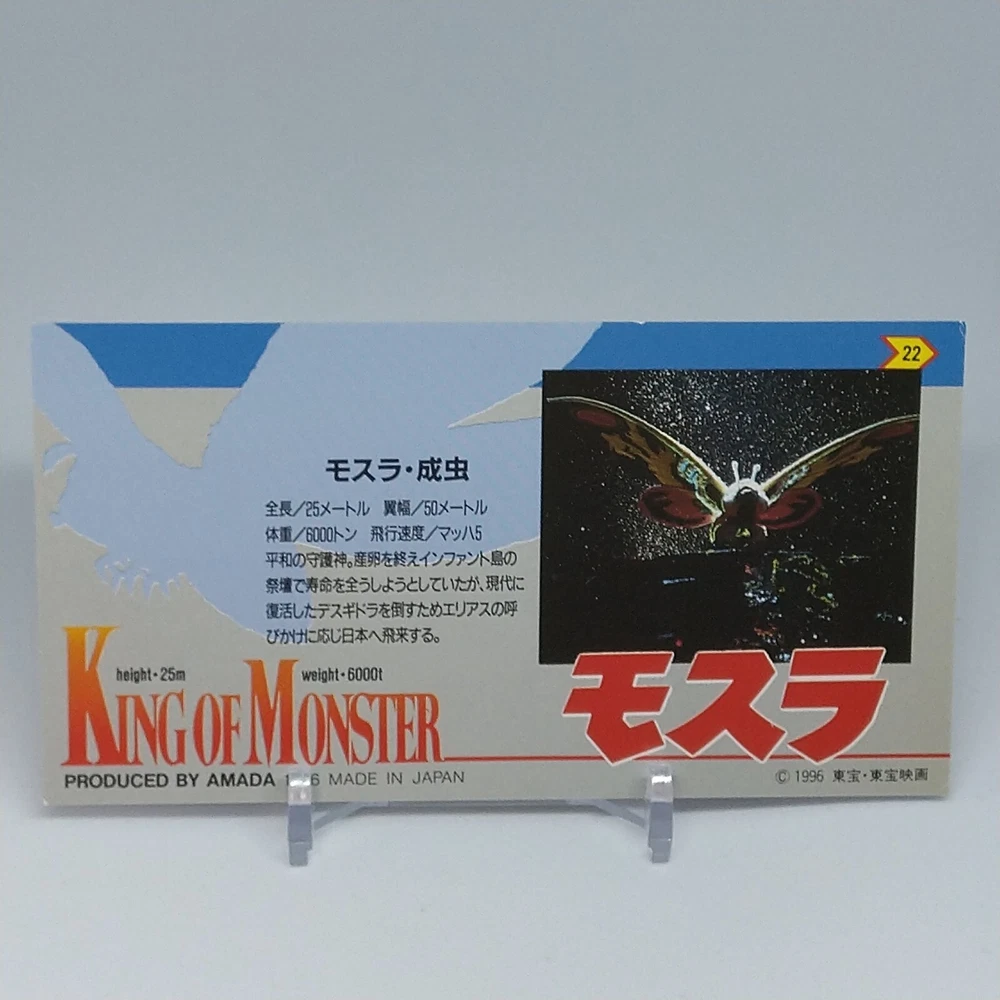 22
モスラ・成虫
全長／25メートル 翼幅／50メートル
体重／6000トン 飛行速度／マッハ5
平和の守護神。産卵を終えインファント島の
祭壇で寿命を全うしようとしていたが、現代に
復活したデスギドラを倒すためエリアスの呼
びかけに応じ日本へ飛来する。
height・25m weight・6000t
KING OF MONSTER
モスラ
PRODUCED BY AMADA MADE IN JAPAN
© 1996 東宝・東宝映画